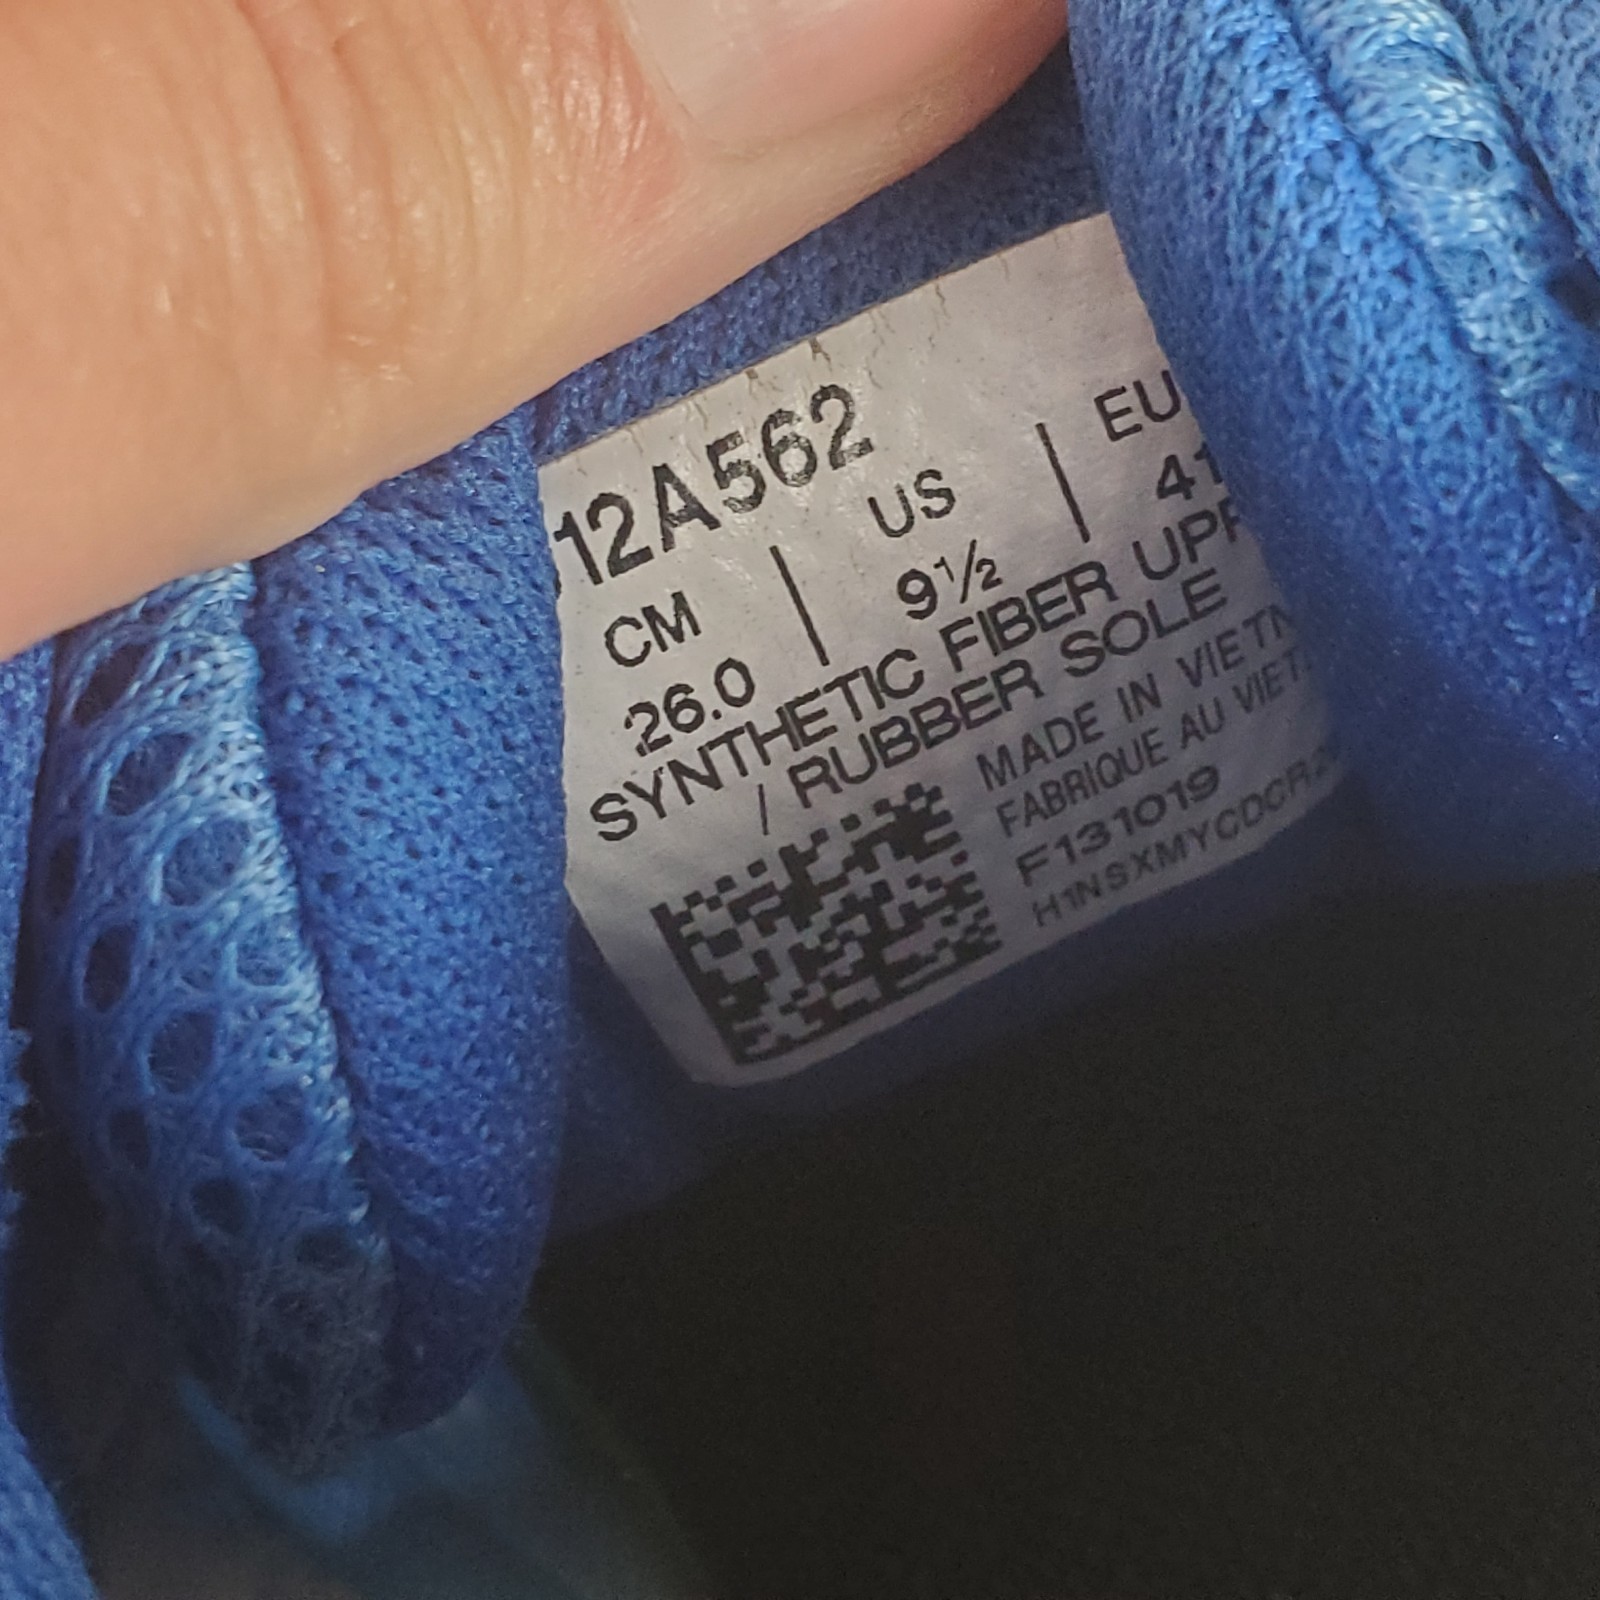 12A562
CM | US | EU
26.0 9½ 41
SYNTHETIC FIBER UPP
/ RUBBER SOLE
MADE IN VIETN
FABRIQUE AU VIET
F131019
H1NSXMYCDCR2